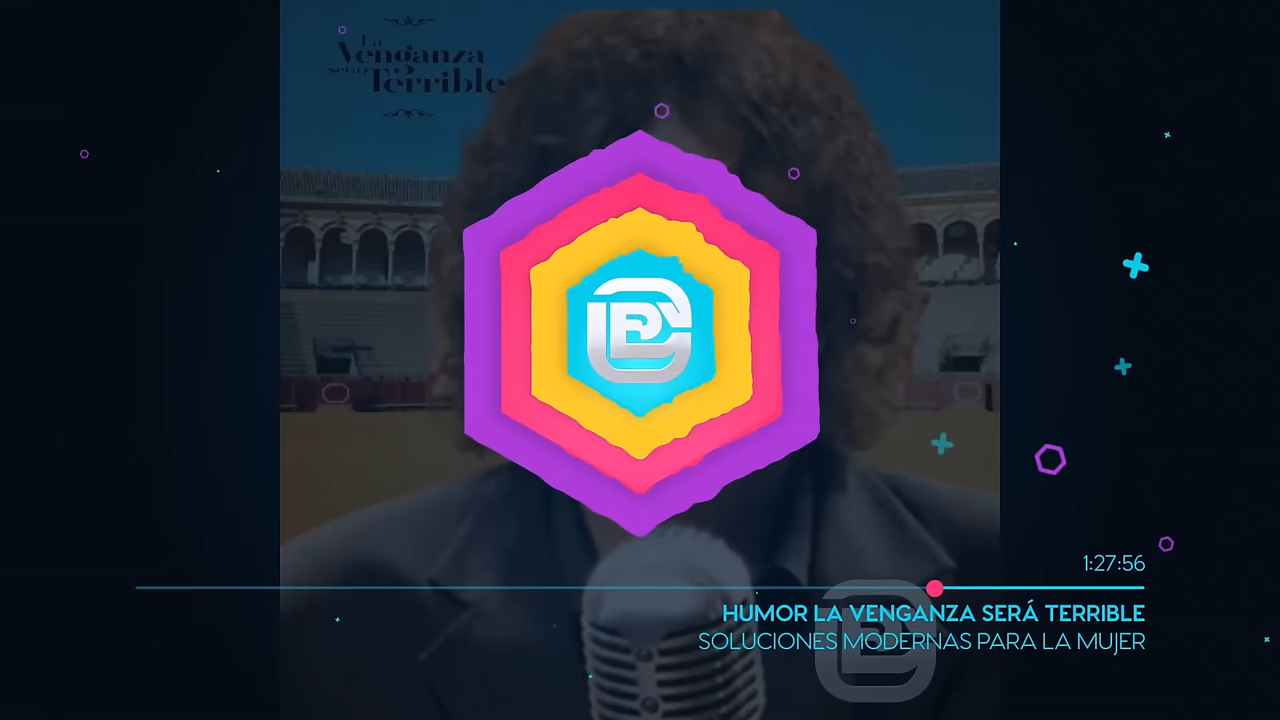 La
Venganza
será Terrible
1:27:56
HUMOR LA VENGANZA SERÁ TERRIBLE
SOLUCIONES MODERNAS PARA LA MUJER